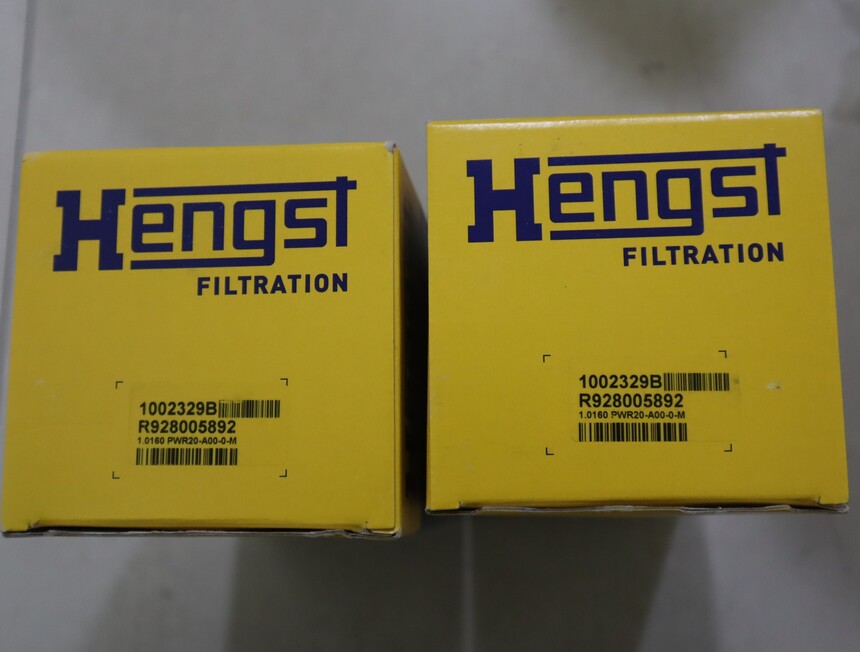 Hengst
FILTRATION
1002329B
R928005892
1.0160 PWR20-A00-0-M
Hengst
FILTRATION
1002329B
R928005892
1.0160 PWR20-A00-0-M